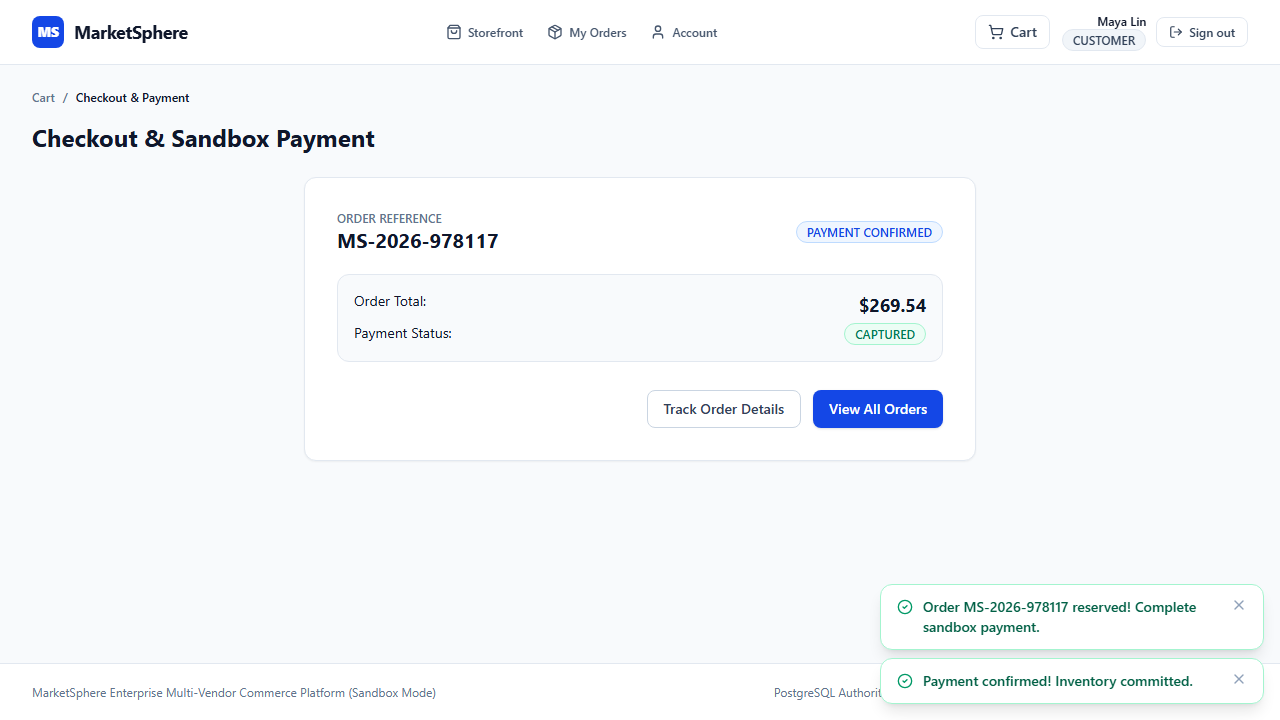 MS MarketSphere
Storefront
My Orders
Account
Cart
Maya Lin
CUSTOMER
Sign out
Cart / Checkout & Payment
Checkout & Sandbox Payment
ORDER REFERENCE
MS-2026-978117
PAYMENT CONFIRMED
Order Total:
$269.54
Payment Status:
CAPTURED
Track Order Details
View All Orders
Order MS-2026-978117 reserved! Complete
sandbox payment.
Payment confirmed! Inventory committed.
MarketSphere Enterprise Multi-Vendor Commerce Platform (Sandbox Mode)
PostgreSQL